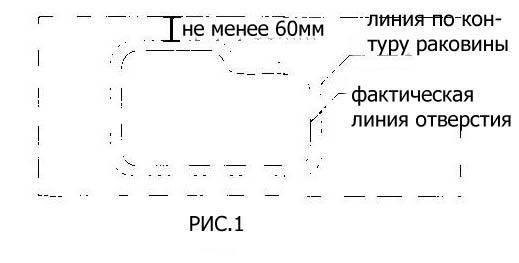 не менее 60мм
линия по кон-
туру раковины
фактическая
линия отверстия
РИС.1